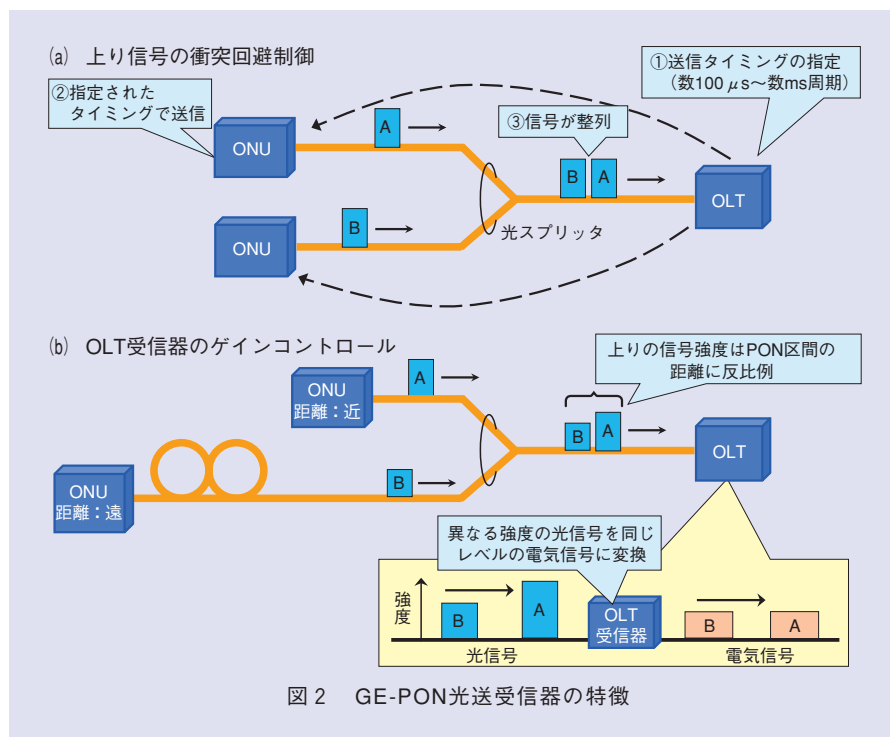 (a) 上り信号の衝突回避制御
①送信タイミングの指定
（数100μs～数ms周期）
②指定された
タイミングで送信
③信号が整列
A
ONU
B A
OLT
B
ONU
光スプリッタ
(b) OLT受信器のゲインコントロール
上りの信号強度はPON区間の
距離に反比例
A
ONU
距離：近
B A
OLT
B
ONU
距離：遠
異なる強度の光信号を同じ
レベルの電気信号に変換
強度
B
A
OLT
受信器
B
A
光信号
電気信号
図2 GE-PON光送受信器の特徴